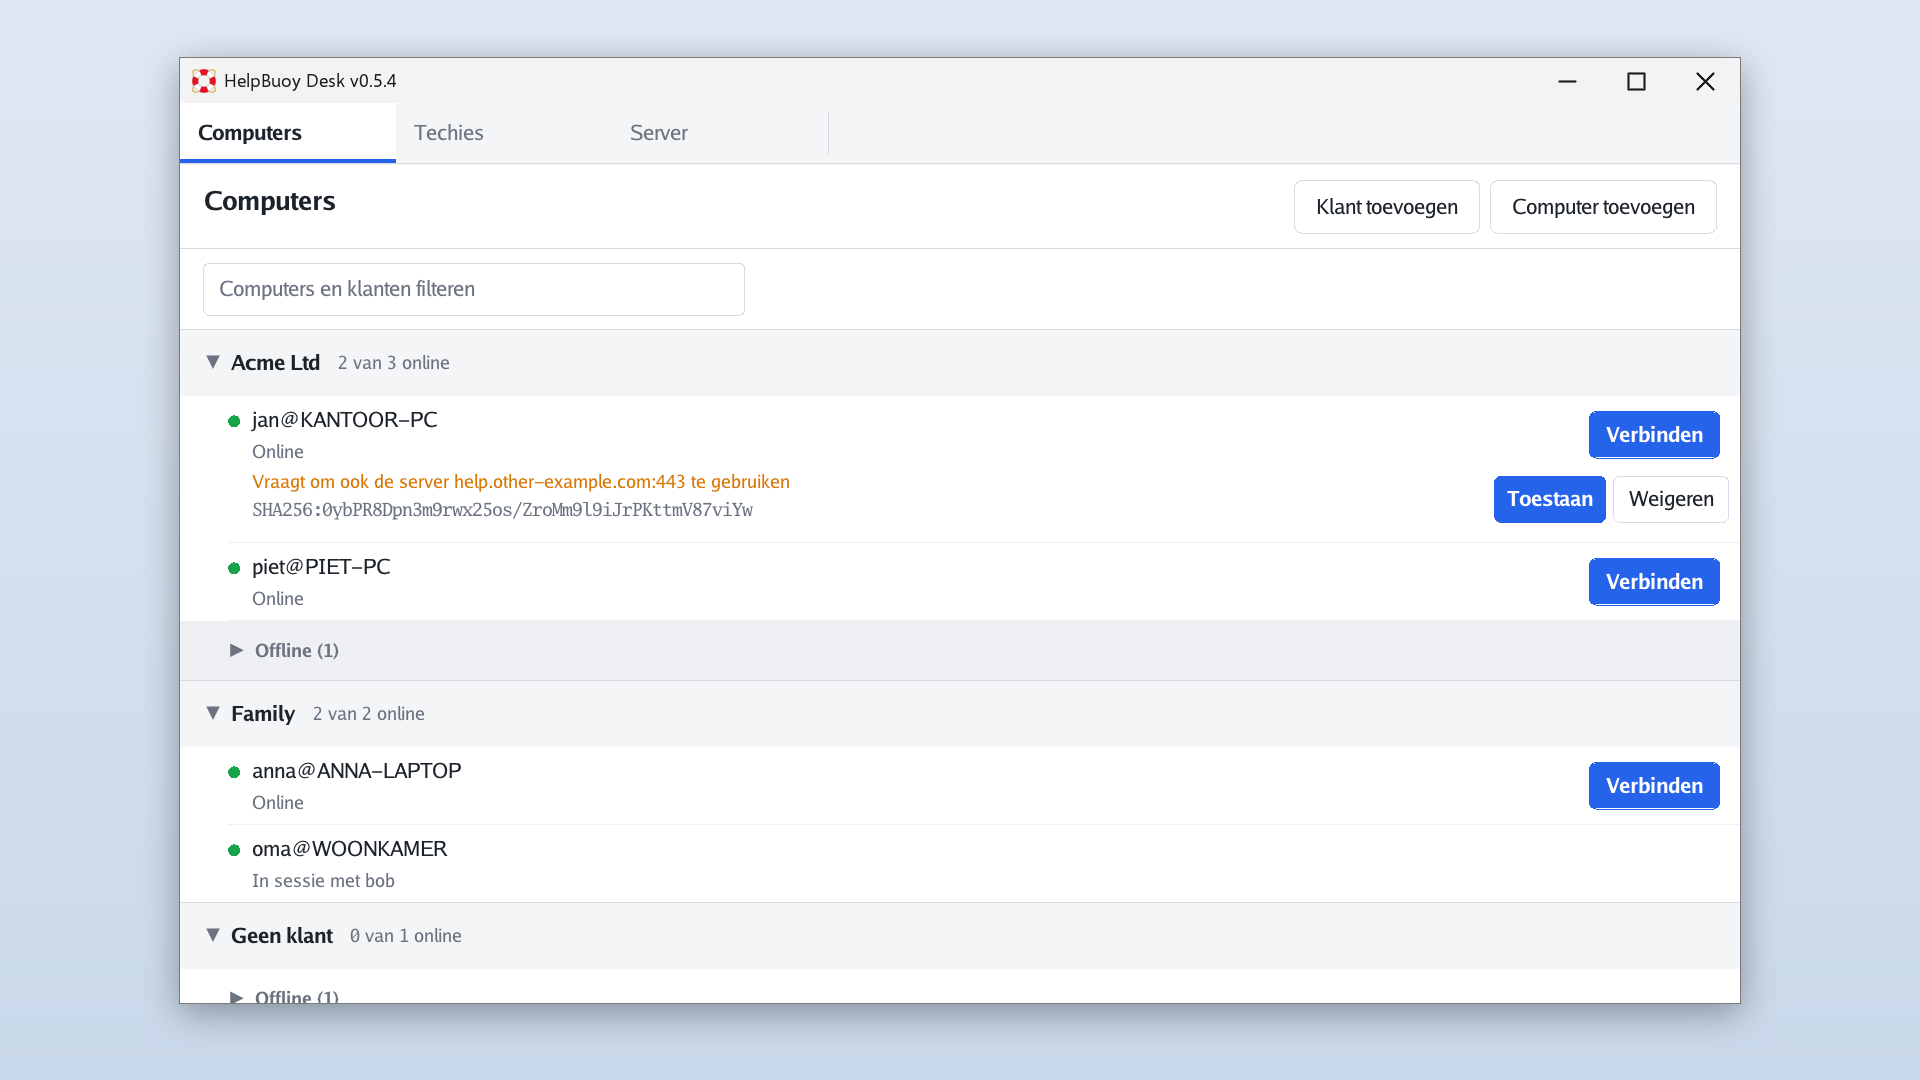 HelpBuoy Desk v0.5.4
Computers
Techies
Server
Computers
Klant toevoegen
Computer toevoegen
Computers en klanten filteren
Acme Ltd 2 van 3 online
jan@KANTOOR-PC
Online
Verbinden
Vraagt om ook de server help.other-example.com:443 te gebruiken
SHA256:0ybPR8Dpn3m9rwx25os/ZroMm9l9iJrPKttmV87viYw
Toestaan
Weigeren
piet@PIET-PC
Online
Verbinden
Offline (1)
Family 2 van 2 online
anna@ANNA-LAPTOP
Online
Verbinden
oma@WOONKAMER
In sessie met bob
Geen klant 0 van 1 online
Offline (1)